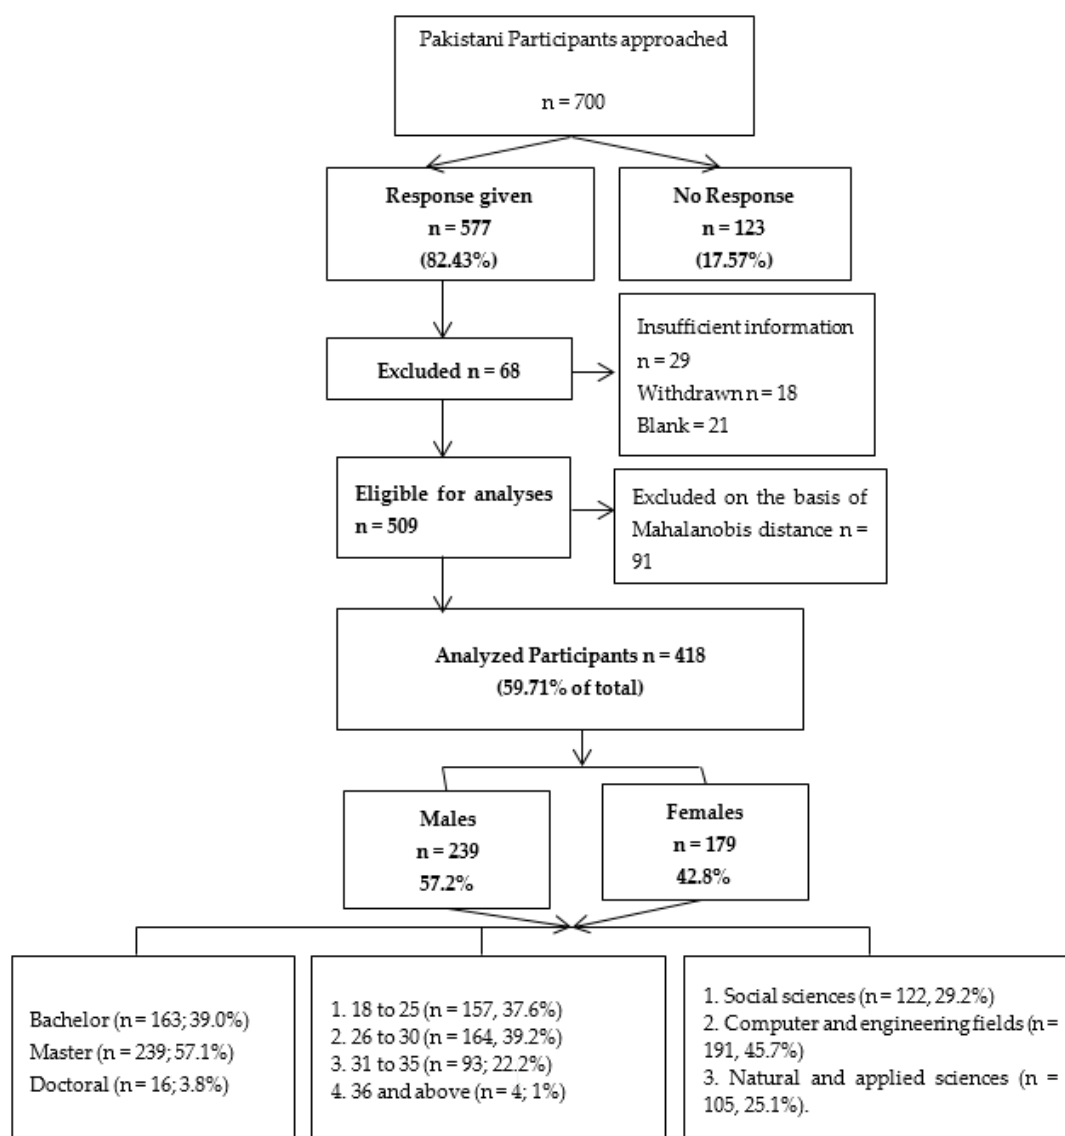 Pakistani Participants approached
n = 700
Response given
n = 577
(82.43%)
No Response
n = 123
(17.57%)
Excluded n = 68
Insufficient information
n = 29
Withdrawn n = 18
Blank = 21
Eligible for analyses
n = 509
Excluded on the basis of
Mahalanobis distance n =
91
Analyzed Participants n = 418
(59.71% of total)
Males
n = 239
57.2%
Females
n = 179
42.8%
Bachelor (n = 163; 39.0%)
Master (n = 239; 57.1%)
Doctoral (n = 16; 3.8%)
1. 18 to 25 (n = 157, 37.6%)
2. 26 to 30 (n = 164, 39.2%)
3. 31 to 35 (n = 93; 22.2%)
4. 36 and above (n = 4; 1%)
1. Social sciences (n = 122, 29.2%)
2. Computer and engineering fields (n =
191, 45.7%)
3. Natural and applied sciences (n =
105, 25.1%).